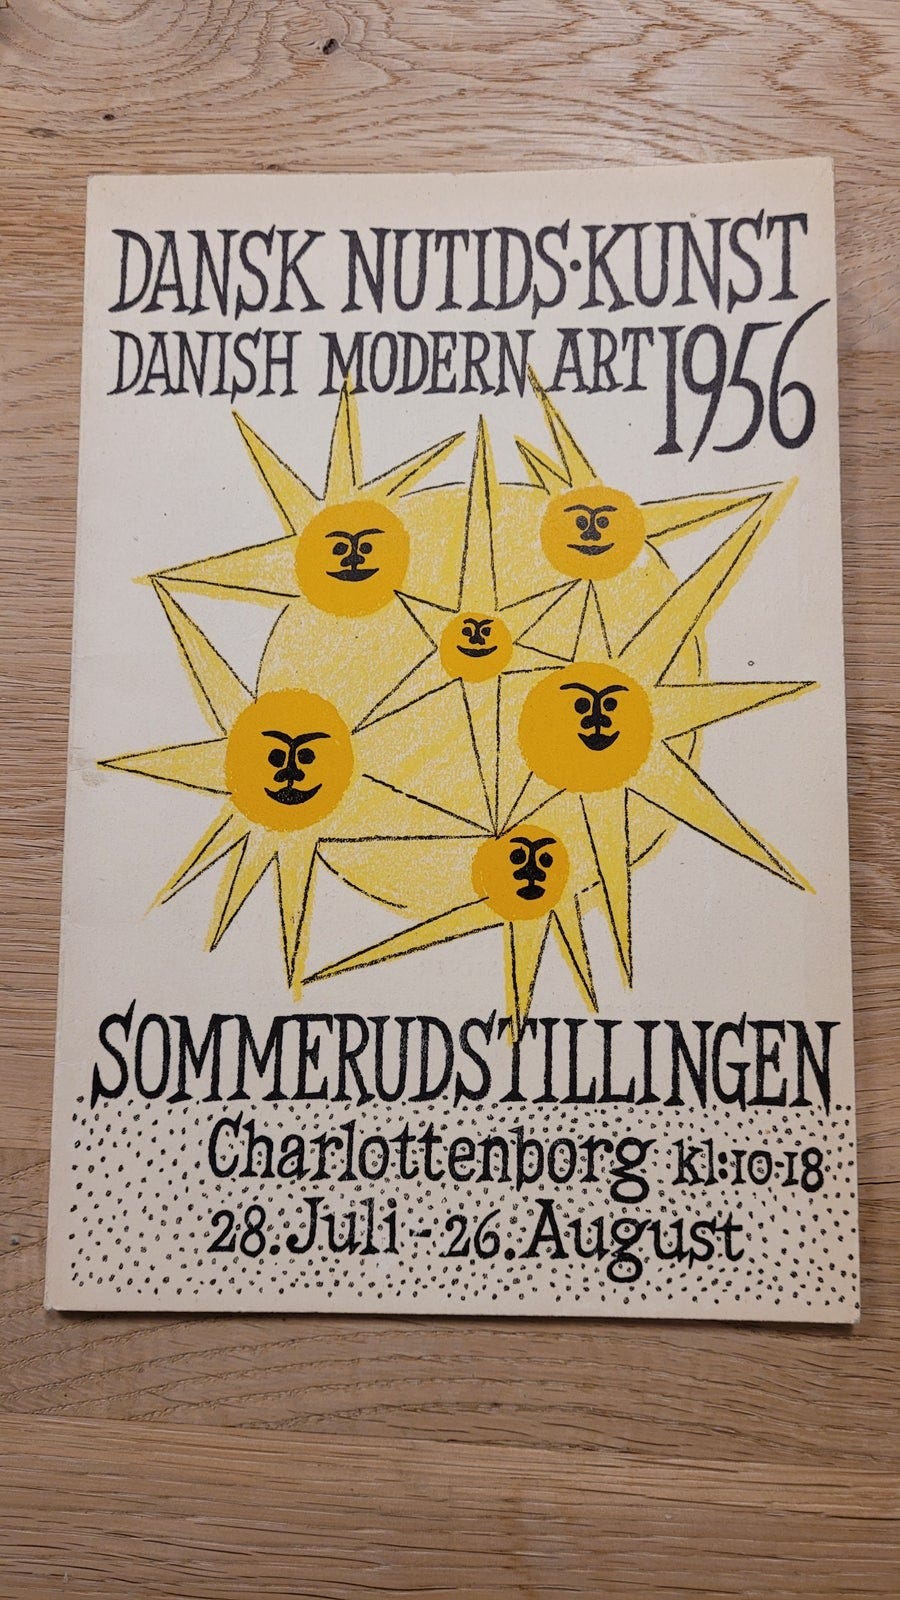 DANSK NUTIDS·KUNST
DANISH MODERN ART 1956
SOMMERUDSTILLINGEN
Charlottenborg kl:10-18
28. Juli - 26. August